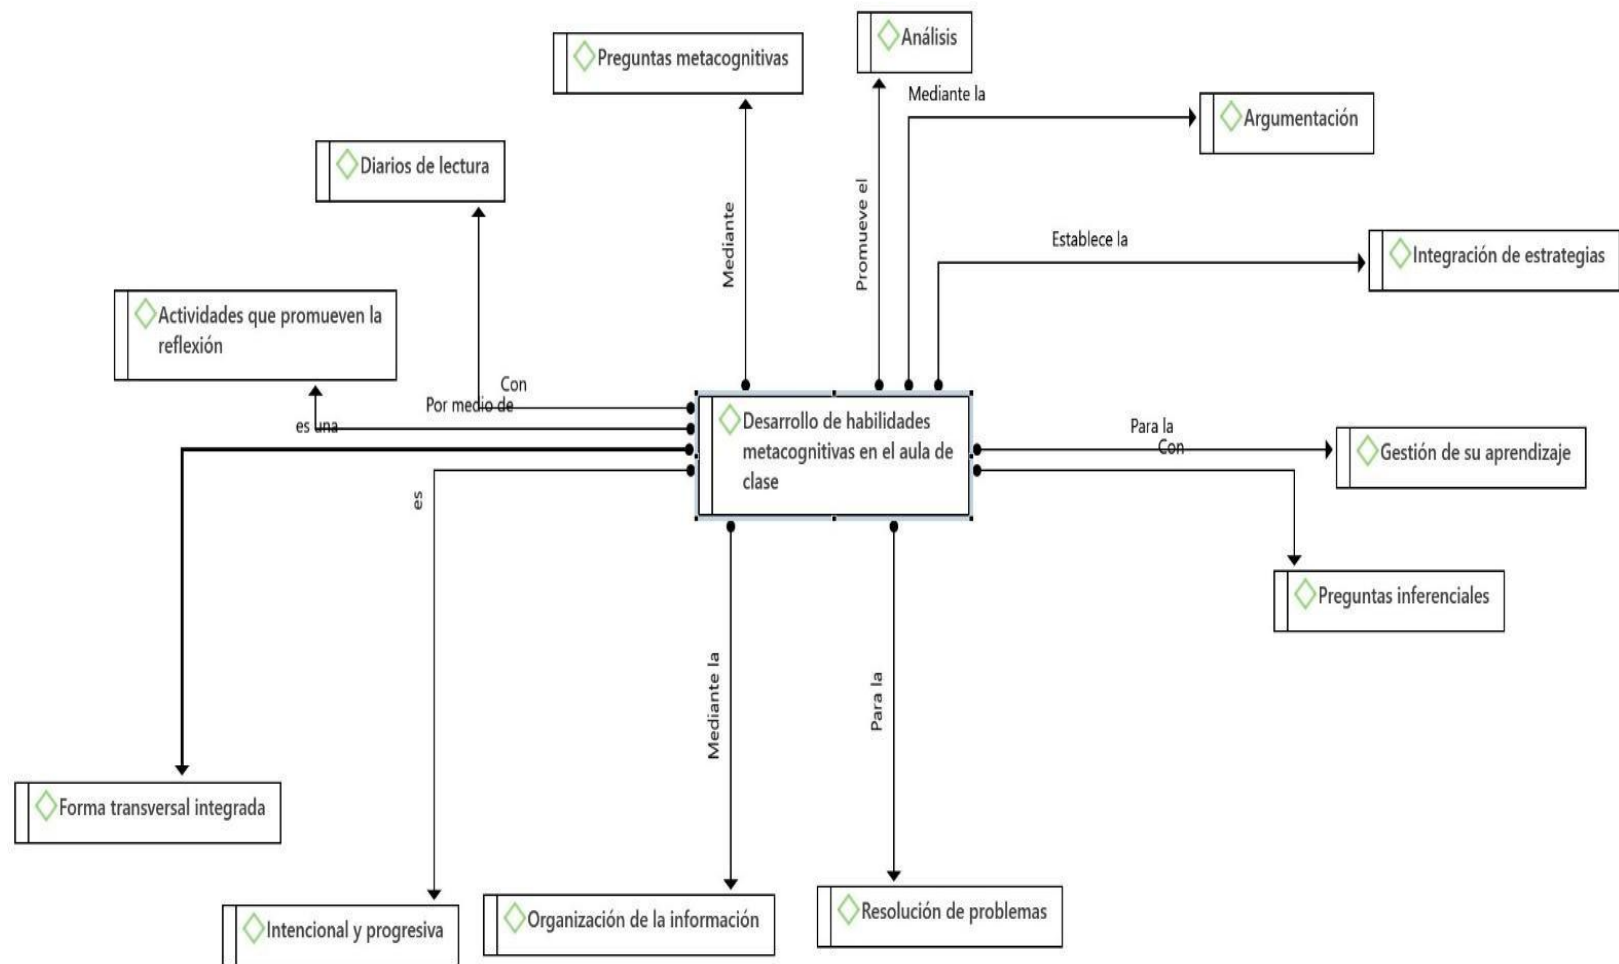 Análisis
Preguntas metacognitivas
Mediante la
Argumentación
Diarios de lectura
Promueve el
Mediante
Establece la
Integración de estrategias
Actividades que promueven la
reflexión
Con
Por medio de
es una
Desarrollo de habilidades
metacognitivas en el aula de
clase
Para la
Con
Gestión de su aprendizaje
es
Preguntas inferenciales
Mediante la
Para la
Forma transversal integrada
Intencional y progresiva
Organización de la información
Resolución de problemas